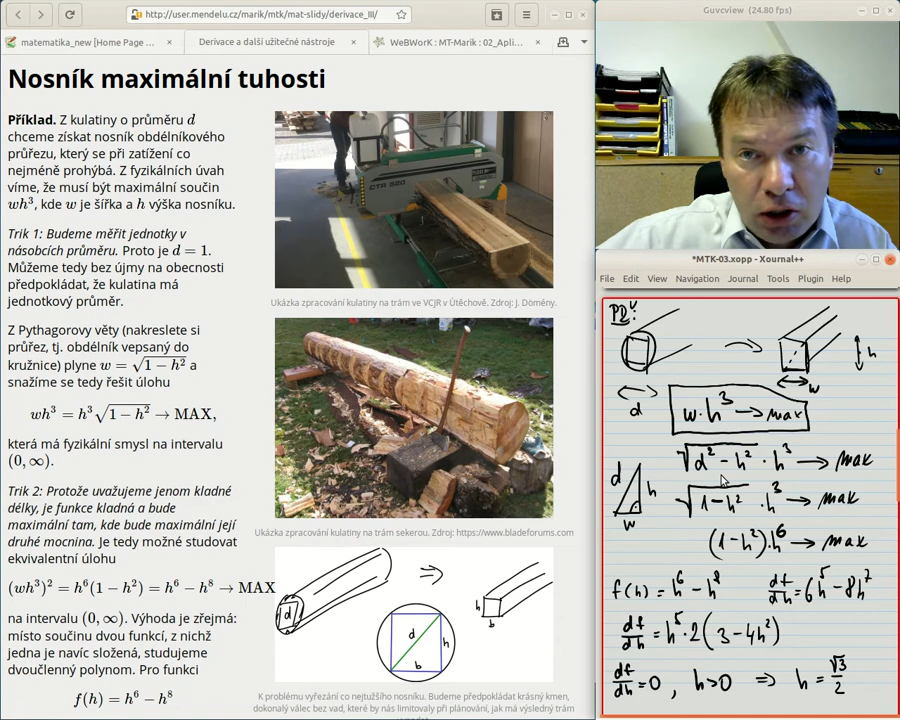 http://user.mendelu.cz/marik/mtk/mat-slidy/derivace_III/
matematika_new [Home Page ...
Derivace a další užitečné nástroje
WeBWorK : MT-Marik : 02_Apli...
Nosník maximální tuhosti
Příklad. Z kulatiny o průměru d
chceme získat nosník obdélníkového
průřezu, který se při zatížení co
nejméně prohýbá. Z fyzikálních úvah
víme, že musí být maximální součin
wh³, kde w je šířka a h výška nosníku.
Trik 1: Budeme měřit jednotky v
násobcích průměru. Proto je d = 1.
Můžeme tedy bez újmy na obecnosti
předpokládat, že kulatina má
jednotkový průměr.
Z Pythagorovy věty (nakreslete si
průřez, tj. obdélník vepsaný do
kružnice) plyne w = √(1 − h²) a
snažíme se tedy řešit úlohu
wh³ = h³√(1 − h²) → MAX,
která má fyzikální smysl na intervalu
(0, ∞).
Trik 2: Protože uvažujeme jenom kladné
délky, je funkce kladná a bude
maximální tam, kde bude maximální její
druhé mocnina. Je tedy možné studovat
ekvivalentní úlohu
(wh³)² = h⁶(1 − h²) = h⁶ − h⁸ → MAX
na intervalu (0, ∞). Výhoda je zřejmá:
místo součinu dvou funkcí, z nichž
jedna je navíc složená, studujeme
dvoučlenný polynom. Pro funkci
f(h) = h⁶ − h⁸
CTR 520
Ukázka zpracování kulatiny na trám ve VCJR v Útěchově. Zdroj: J. Dömény.
Ukázka zpracování kulatiny na trám sekerou. Zdroj: https://www.bladeforums.com
d
⇒
h
b
d
h
b
K problému vyřezání co nejtužšího nosníku. Budeme předpokládat krásný kmen,
dokonalý válec bez vad, které by nás limitovaly při plánování, jak má výsledný trám
Guvcview (24.80 fps)
*MTK-03.xopp - Xournal++
File Edit View Navigation Journal Tools Plugin Help
PŘ:
h
w
d
w·h³ → max
d
h
w
√(d² − h²) · h³ → max
√(1 − h²) · h³ → max
(1 − h²)·h⁶ → max
f(h) = h⁶ − h⁸ df/dh = 6h⁵ − 8h⁷
df/dh = h⁵·2(3 − 4h²)
df/dh = 0, h>0 ⇒ h = √3/2